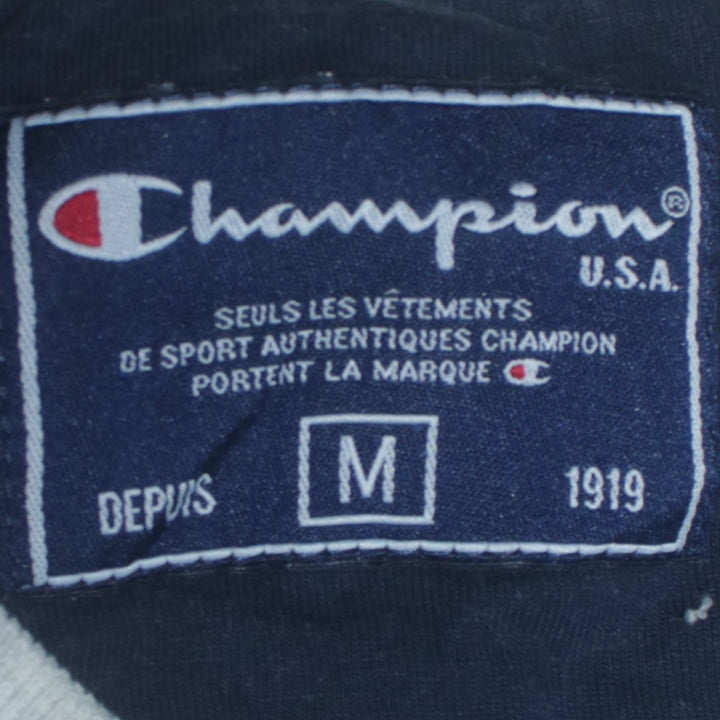 Champion®
U.S.A.
SEULS LES VÊTEMENTS
DE SPORT AUTHENTIQUES CHAMPION
PORTENT LA MARQUE C
M
DEPUIS 1919